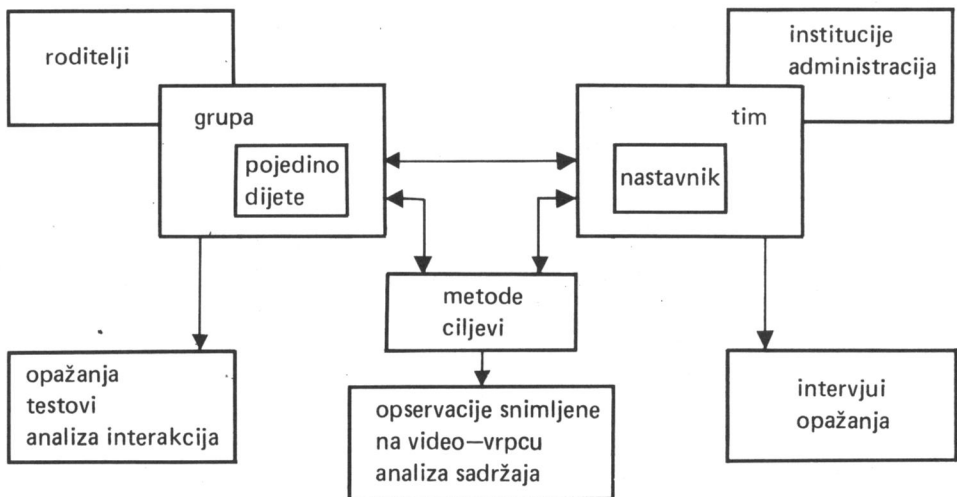 roditelji
institucije
administracija
grupa
tim
pojedino
dijete
nastavnik
metode
ciljevi
opažanja
testovi
analiza interakcija
opservacije snimljene
na video—vrpcu
analiza sadržaja
intervjui
opažanja